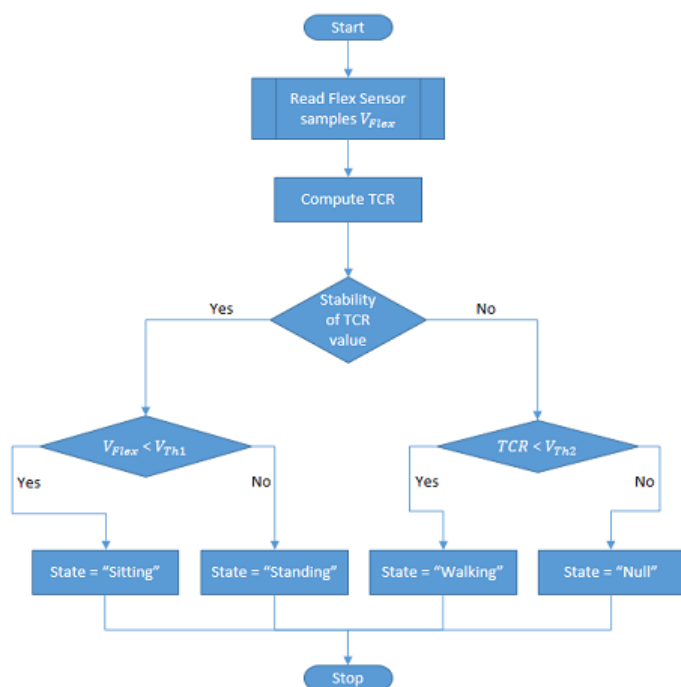 Start
Read Flex Sensor
samples V_Flex
Compute TCR
Yes
Stability
of TCR
value
No
V_Flex < V_Th1
TCR < V_Th2
Yes
No
Yes
No
State = “Sitting”
State = “Standing”
State = “Walking”
State = “Null”
Stop